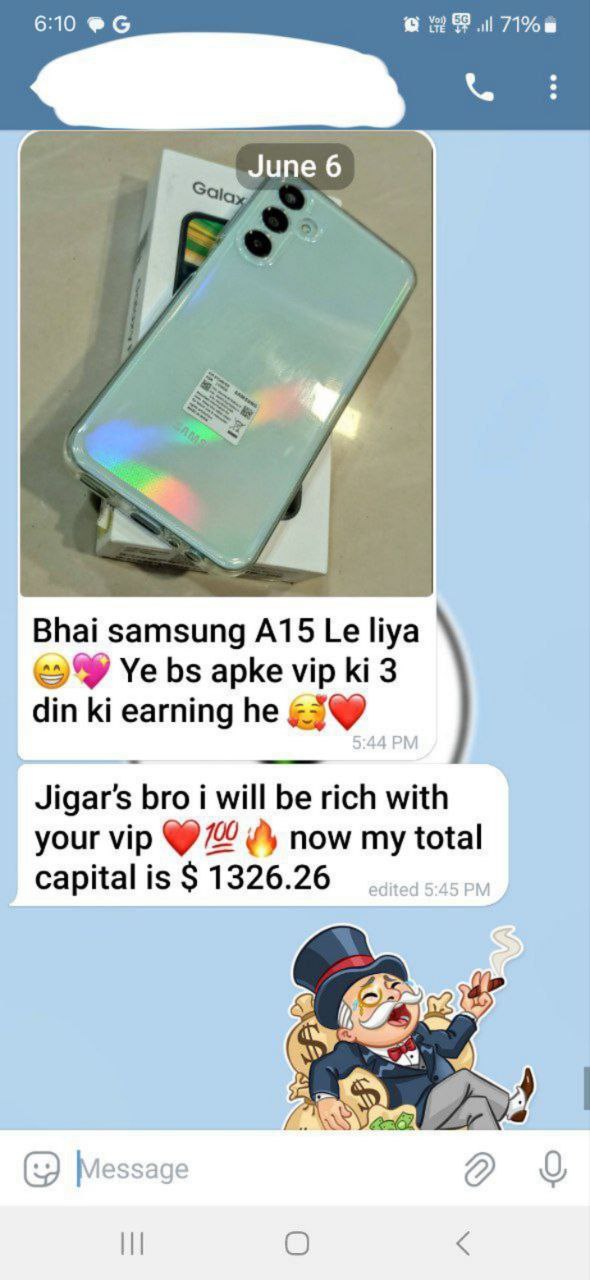 6:10
G
Vo)) 5G
LTE
71%
June 6
Galax
SAMSUNG
SAMS
Bhai samsung A15 Le liya
😁💖 Ye bs apke vip ki 3
din ki earning he 🥰❤️
5:44 PM
Jigar’s bro i will be rich with
your vip ❤️💯🔥 now my total
capital is $ 1326.26
edited 5:45 PM
$
$
Message